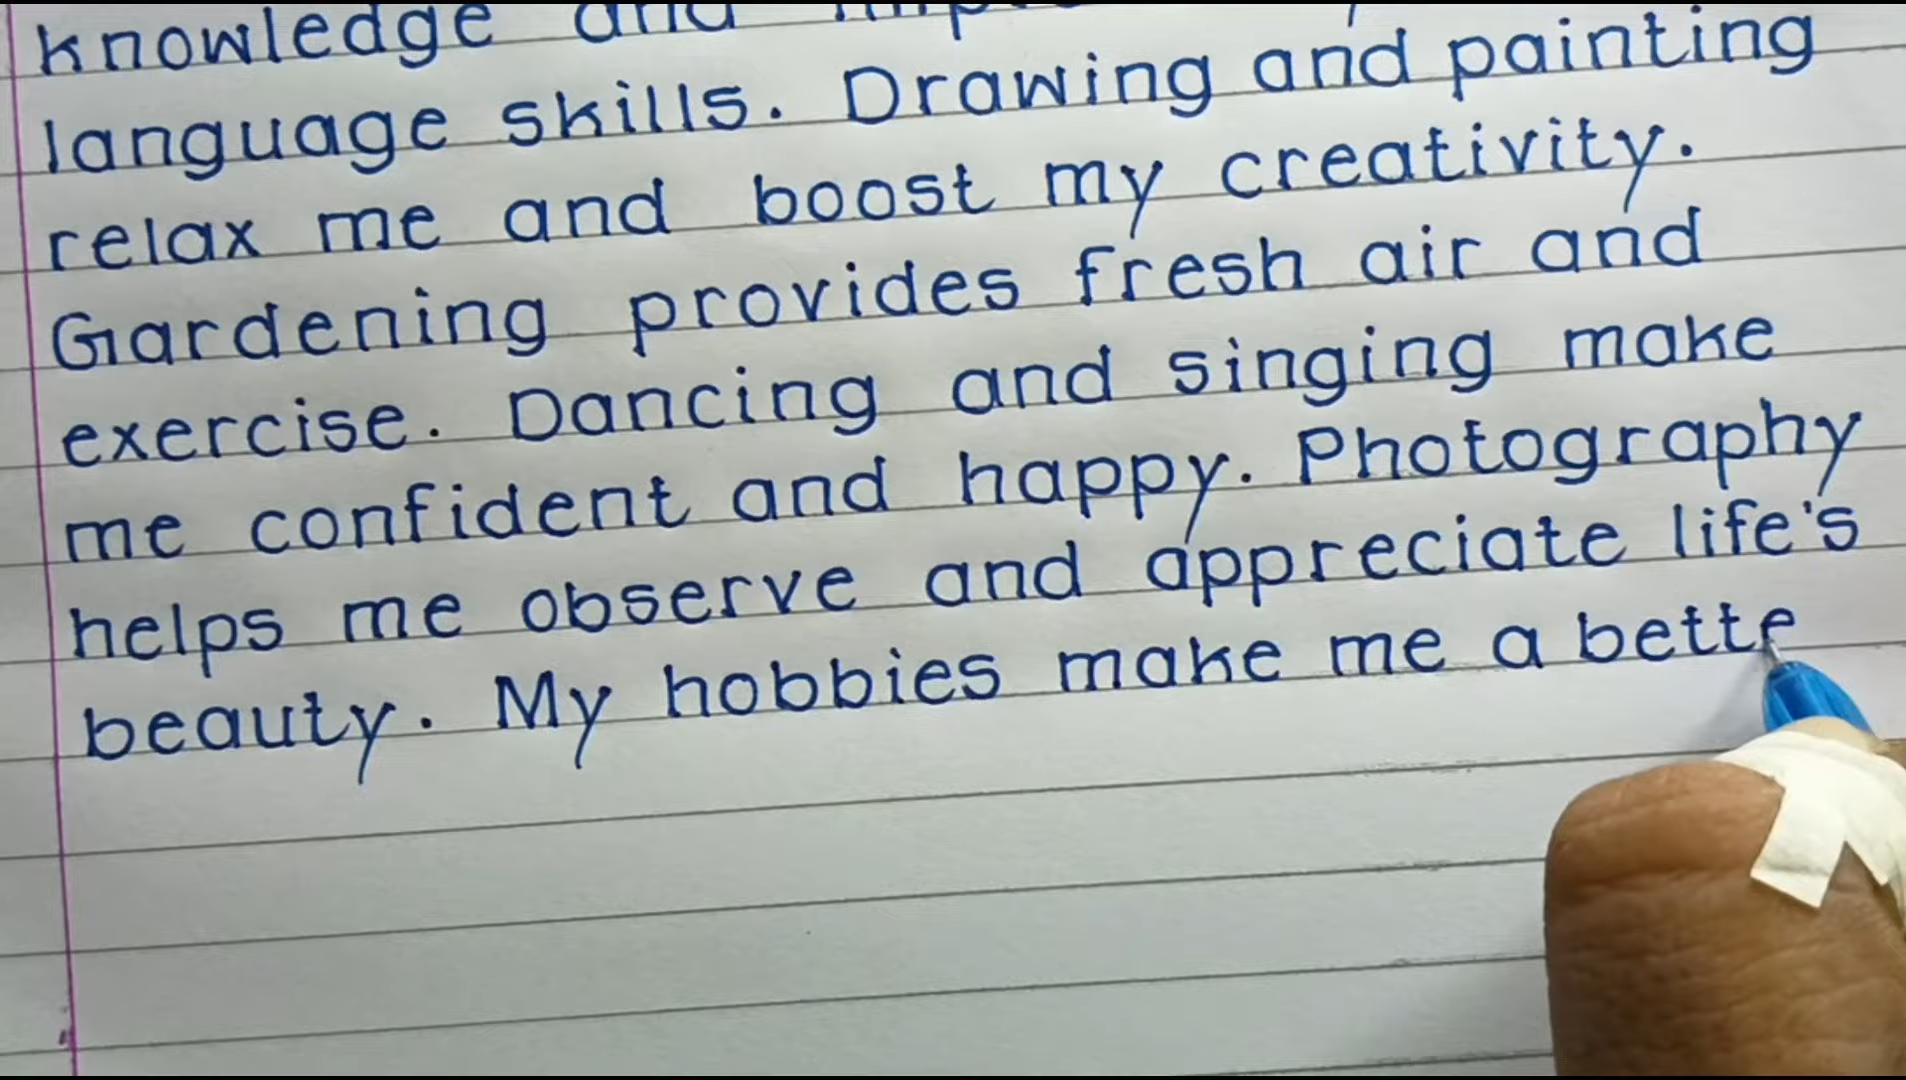 knowledge and
language skills. Drawing and painting
relax me and boost my creativity.
Gardening provides fresh air and
exercise. Dancing and singing make
me confident and happy. Photography
helps me observe and appreciate life's
beauty. My hobbies make me a bette